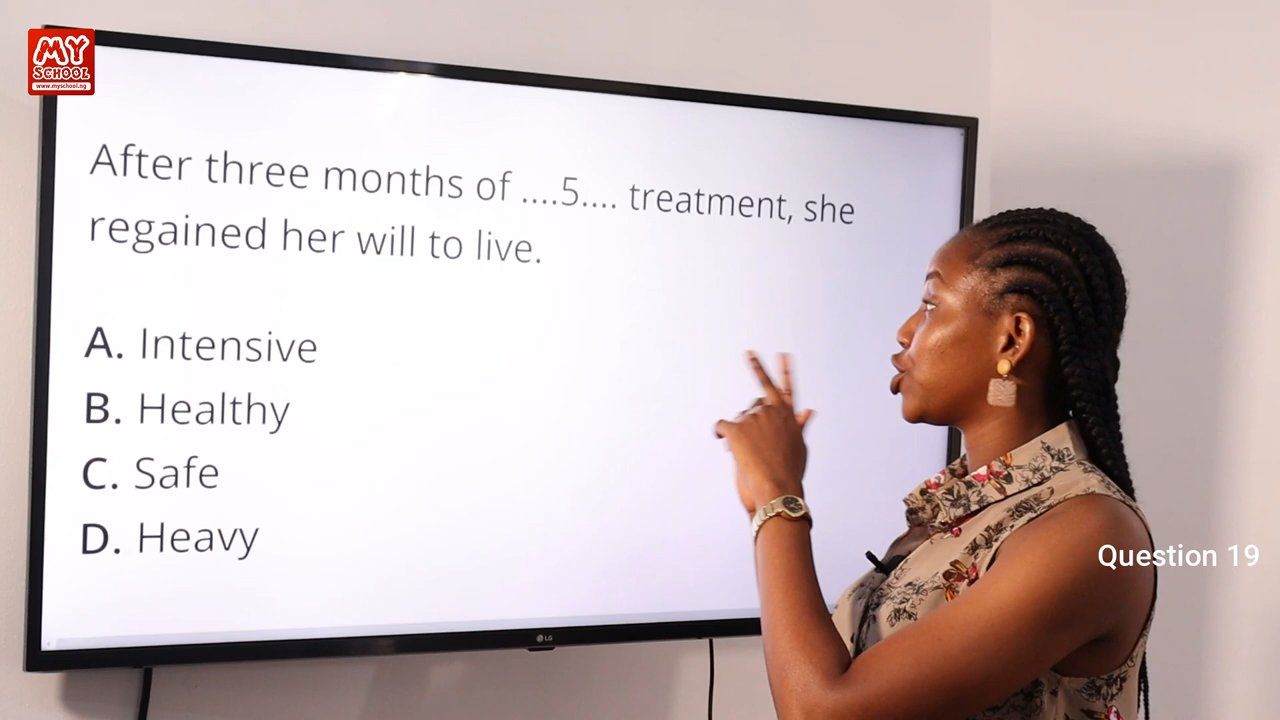 MY
SCHOOL
www.myschool.ng
After three months of ....5.... treatment, she
regained her will to live.
A. Intensive
B. Healthy
C. Safe
D. Heavy
Question 19
LG